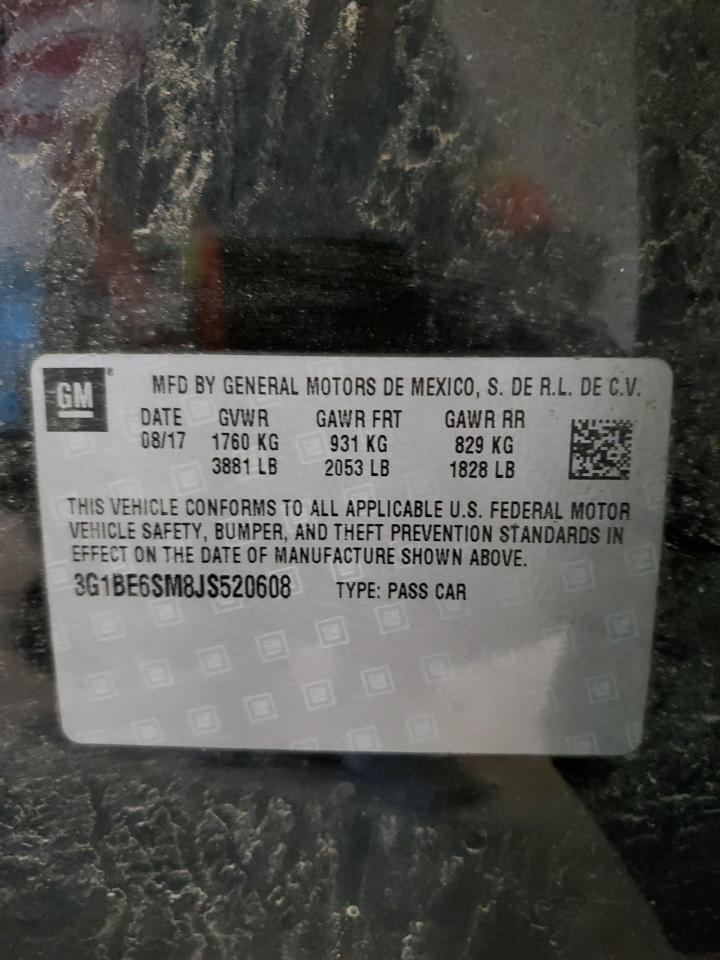 GM ® MFD BY GENERAL MOTORS DE MEXICO, S. DE R.L. DE C.V.
DATE GVWR GAWR FRT GAWR RR
08/17 1760 KG 931 KG 829 KG
3881 LB 2053 LB 1828 LB
THIS VEHICLE CONFORMS TO ALL APPLICABLE U.S. FEDERAL MOTOR
VEHICLE SAFETY, BUMPER, AND THEFT PREVENTION STANDARDS IN
EFFECT ON THE DATE OF MANUFACTURE SHOWN ABOVE.
3G1BE6SM8JS520608 TYPE: PASS CAR